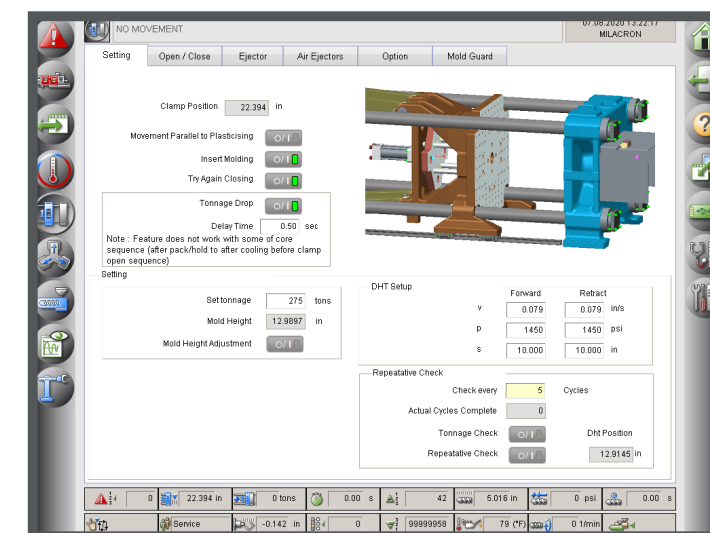 NO MOVEMENT
07.08.2020 13:22:17
MILACRON
Setting Open / Close Ejector Air Ejectors Option Mold Guard
Clamp Position 22.394 in
Movement Parallel to Plasticising O/I
Insert Molding O/I
Try Again Closing O/I
Tonnage Drop O/I
Delay Time 0.50 sec
Note : Feature does not work with some of core
sequence (after pack/hold to after cooling before clamp
open sequence)
Setting
Set tonnage 275 tons
Mold Height 12.9897 in
Mold Height Adjustment O/I
DHT Setup
Forward Retract
v 0.079 0.079 in/s
p 1450 1450 psi
s 10.000 10.000 in
Repeatative Check
Check every 5 Cycles
Actual Cycles Complete 0
Tonnage Check O/I Dht Position
Repeatative Check O/I 12.9145 in
0 22.394 in 0 tons 0.00 s 42 5.016 in 0 psi 0.00 s
Service -0.142 in 0 99999958 79 (°F) 0 1/min